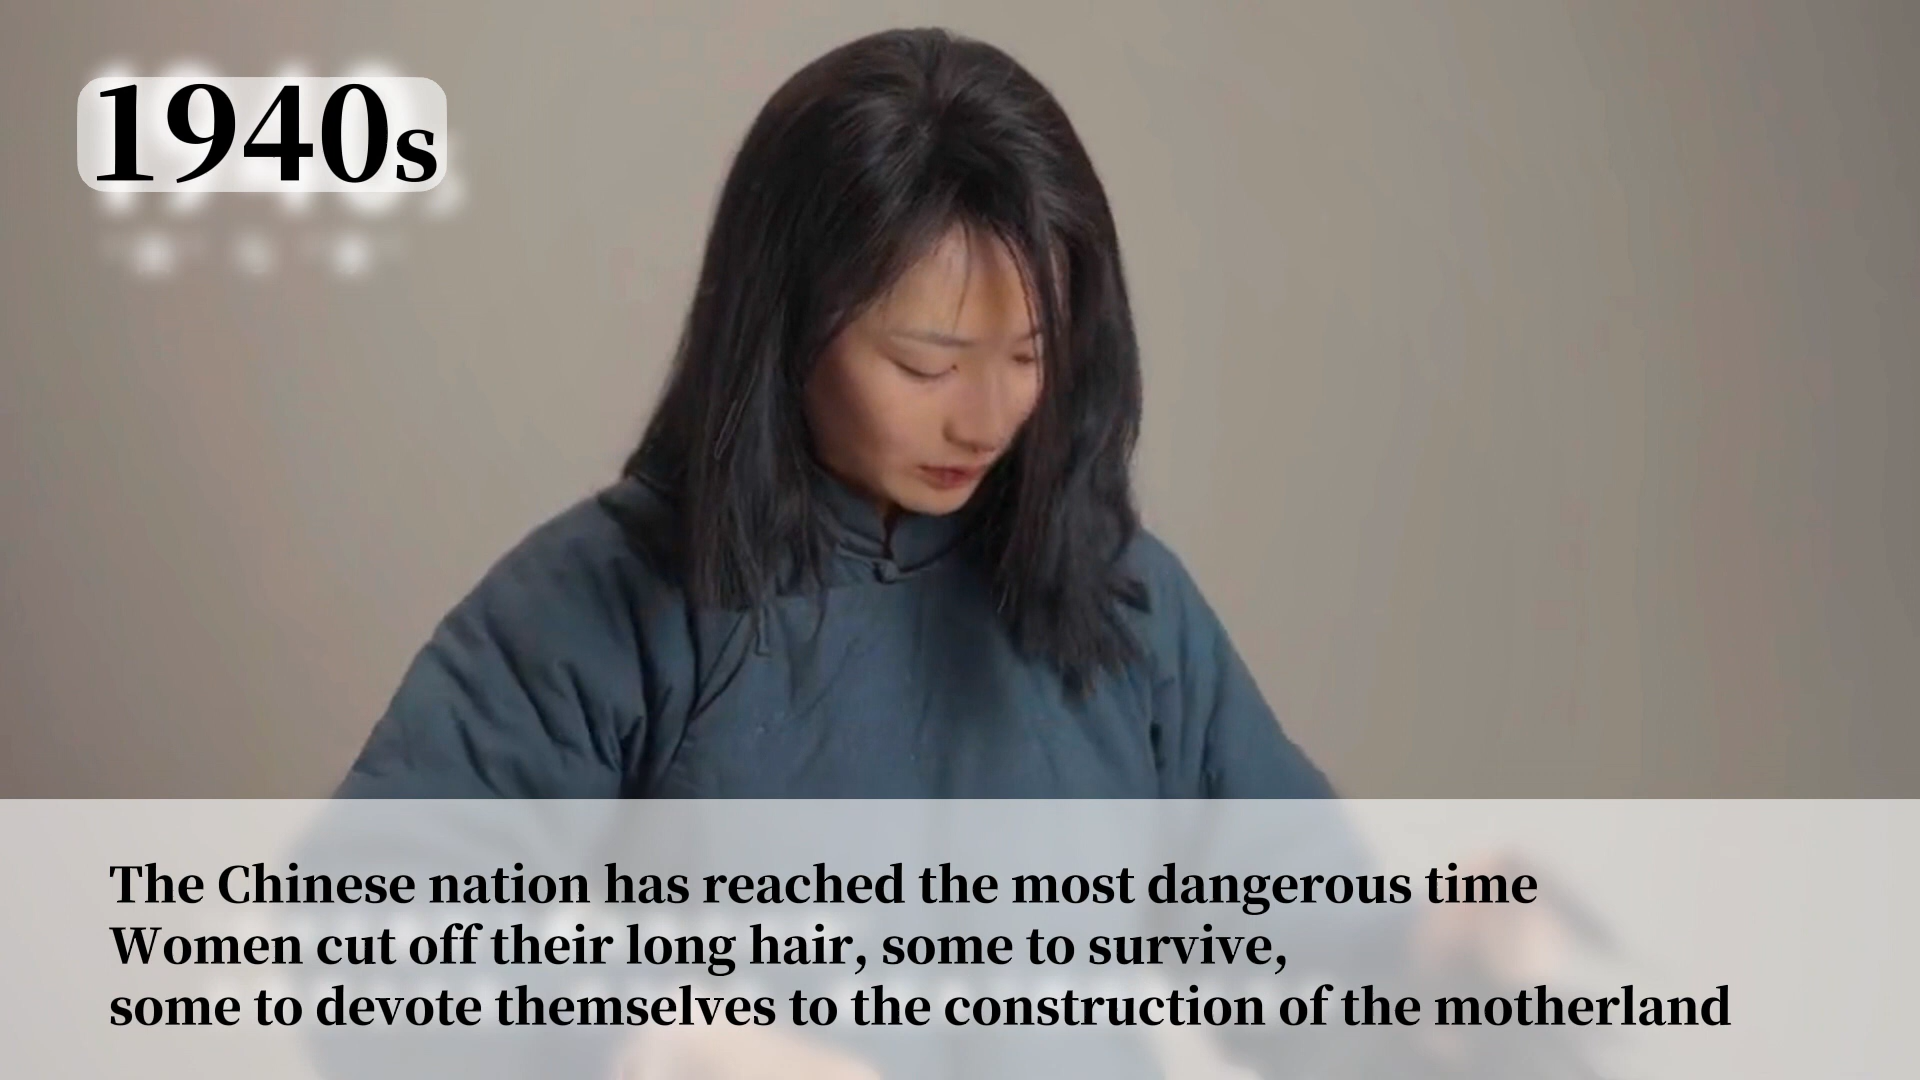 1940s
The Chinese nation has reached the most dangerous time
Women cut off their long hair, some to survive,
some to devote themselves to the construction of the motherland